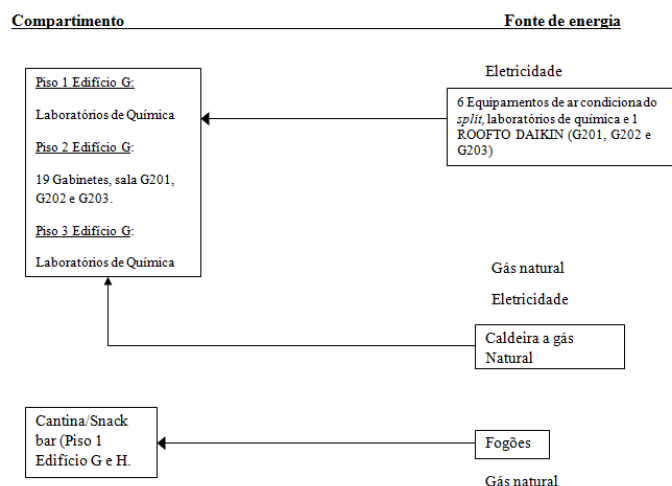 Compartimento
Fonte de energia
Piso 1 Edifício G:
Laboratórios de Química
Piso 2 Edifício G:
19 Gabinetes, sala G201,
G202 e G203.
Piso 3 Edifício G:
Laboratórios de Química
Eletricidade
6 Equipamentos de ar condicionado
split, laboratórios de química e 1
ROOFTO DAIKIN (G201, G202 e
G203)
Gás natural
Eletricidade
Caldeira a gás
Natural
Cantina/Snack
bar (Piso 1
Edifício G e H.
Fogões
Gás natural